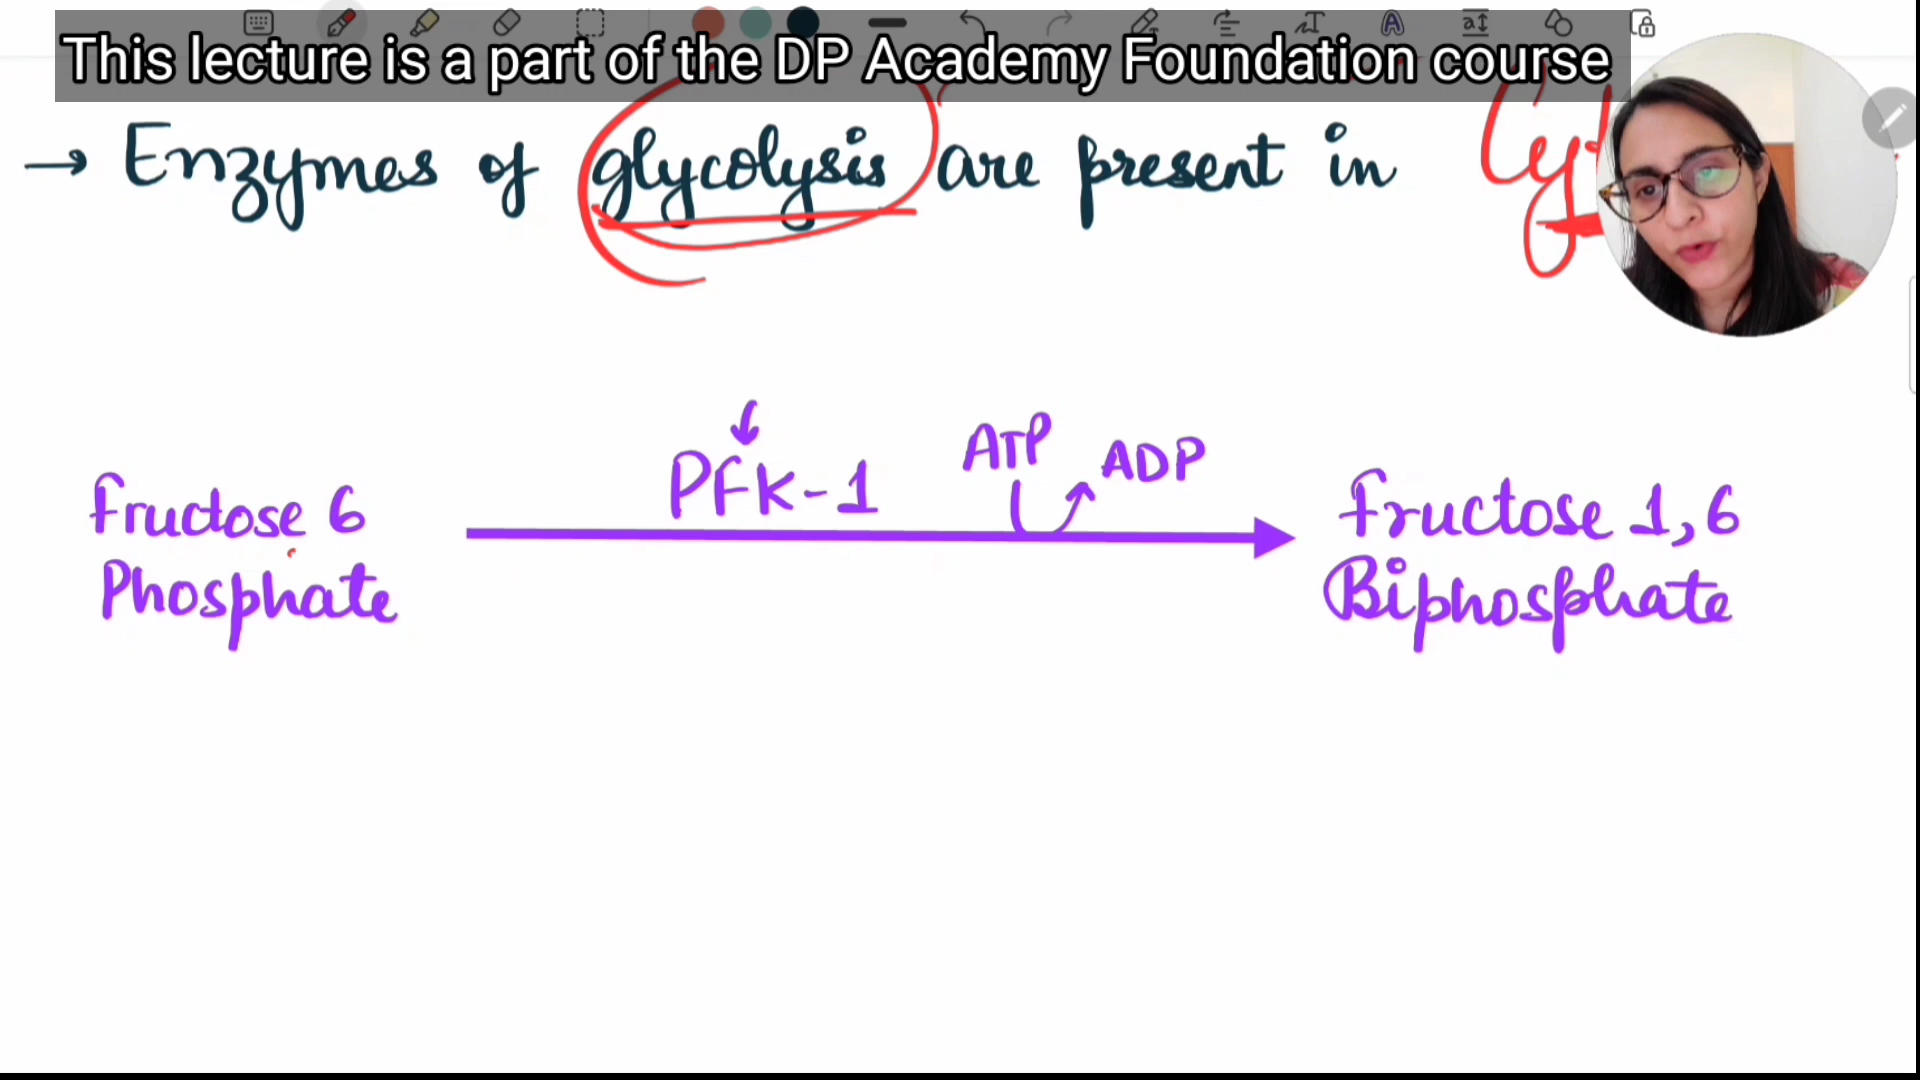 This lecture is a part of the DP Academy Foundation course
→ Enzymes of glycolysis are present in
PFK-1 ATP ADP
Fructose 6 Phosphate
Fructose 1,6 Biphosphate